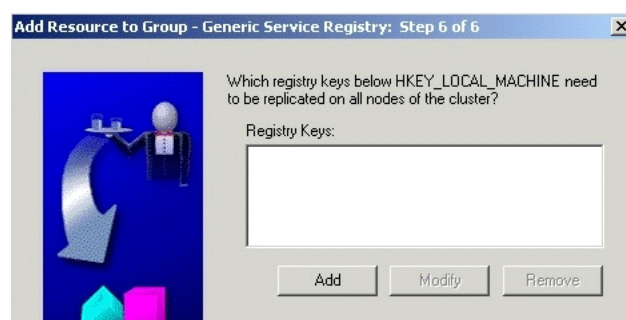 Add Resource to Group - Generic Service Registry: Step 6 of 6
Which registry keys below HKEY_LOCAL_MACHINE need
to be replicated on all nodes of the cluster?
Registry Keys:
Add Modify Remove